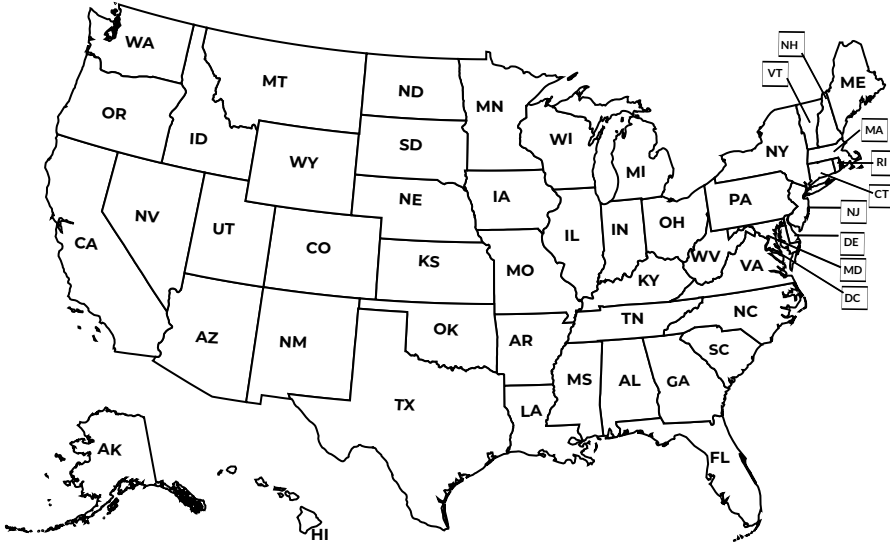 WA
MT
ND
MN
OR
ID
WY
SD
WI
MI
NY
VT
NH
ME
MA
RI
CT
NJ
DE
MD
DC
NV
UT
CO
NE
IA
IL
IN
OH
PA
CA
KS
MO
KY
WV
VA
AZ
NM
OK
AR
TN
NC
SC
TX
LA
MS
AL
GA
FL
AK
HI